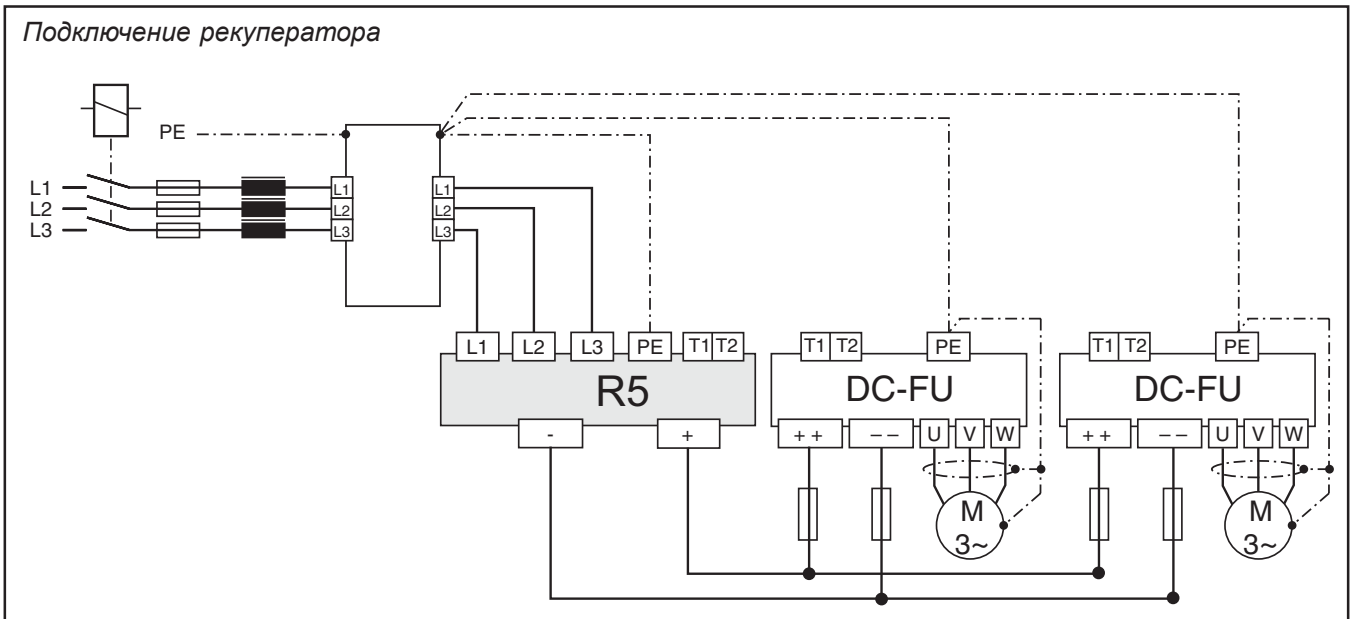 Подключение рекуператора
PE
L1
L2
L3
L1
L2
L3
L1
L2
L3
L1 L2 L3 PE T1 T2
R5
- +
T1 T2 PE
DC-FU
++ −− U V W
M
3~
T1 T2 PE
DC-FU
++ −− U V W
M
3~